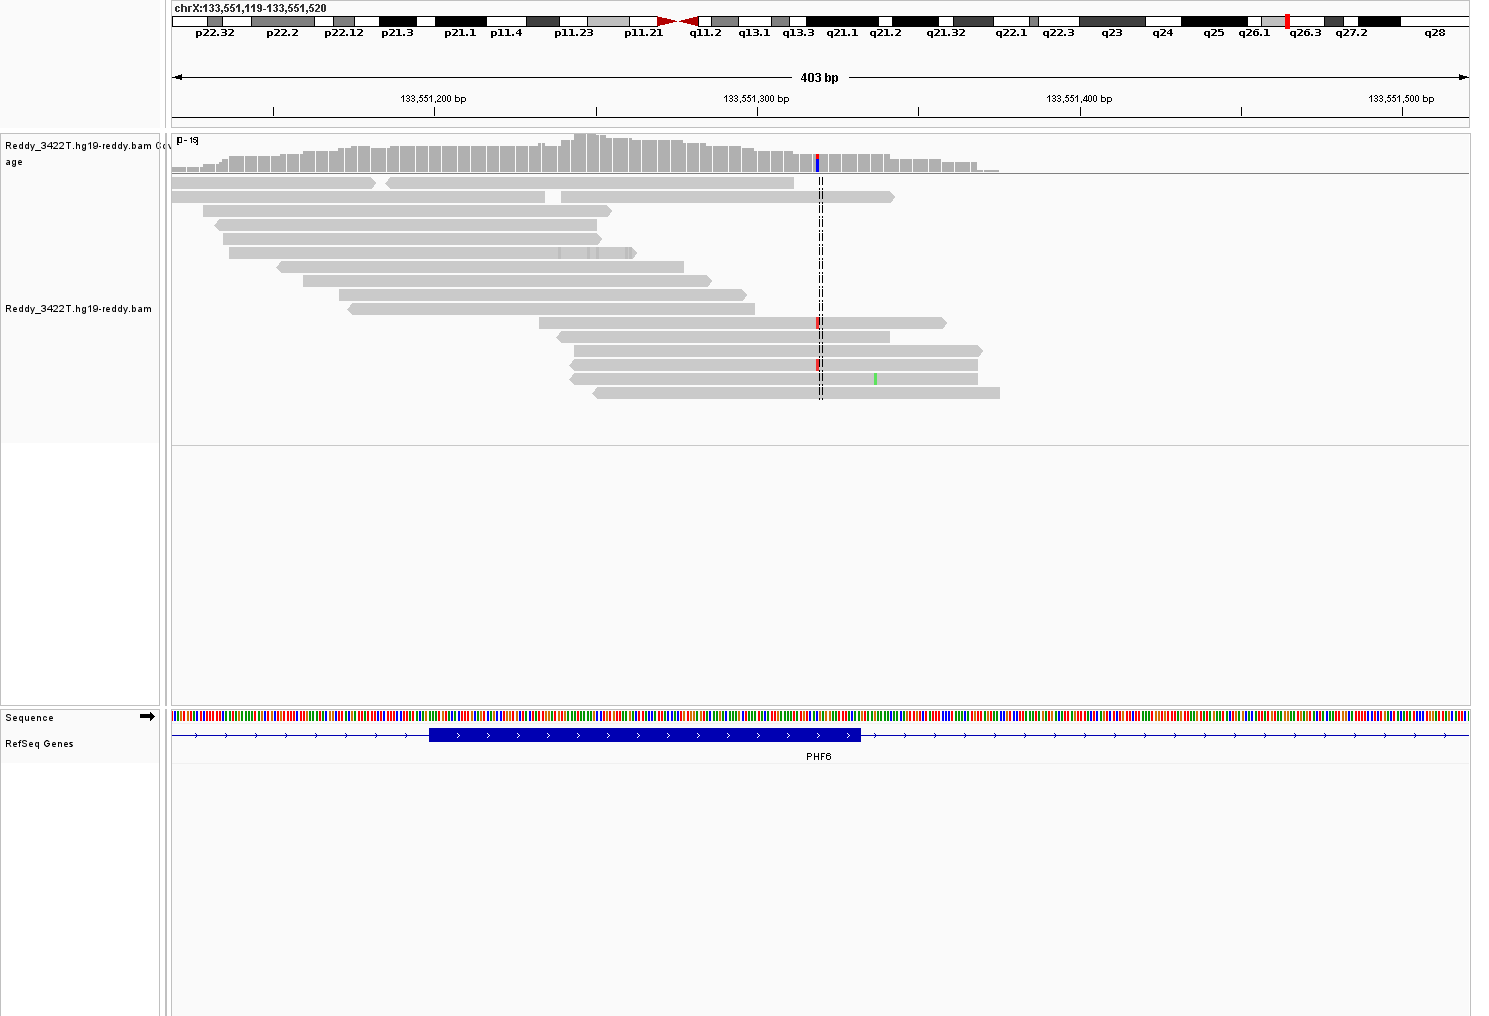 chrX:133,551,119-133,551,520
p22.32 p22.2 p22.12 p21.3 p21.1 p11.4 p11.23 p11.21 q11.2 q13.1 q13.3 q21.1 q21.2 q21.32 q22.1 q22.3 q23 q24 q25 q26.1 q26.3 q27.2 q28
403 bp
133,551,200 bp 133,551,300 bp 133,551,400 bp 133,551,500 bp
[0 - 19]
Reddy_3422T.hg19-reddy.bam Cov
age
Reddy_3422T.hg19-reddy.bam
Sequence
RefSeq Genes
PHF6